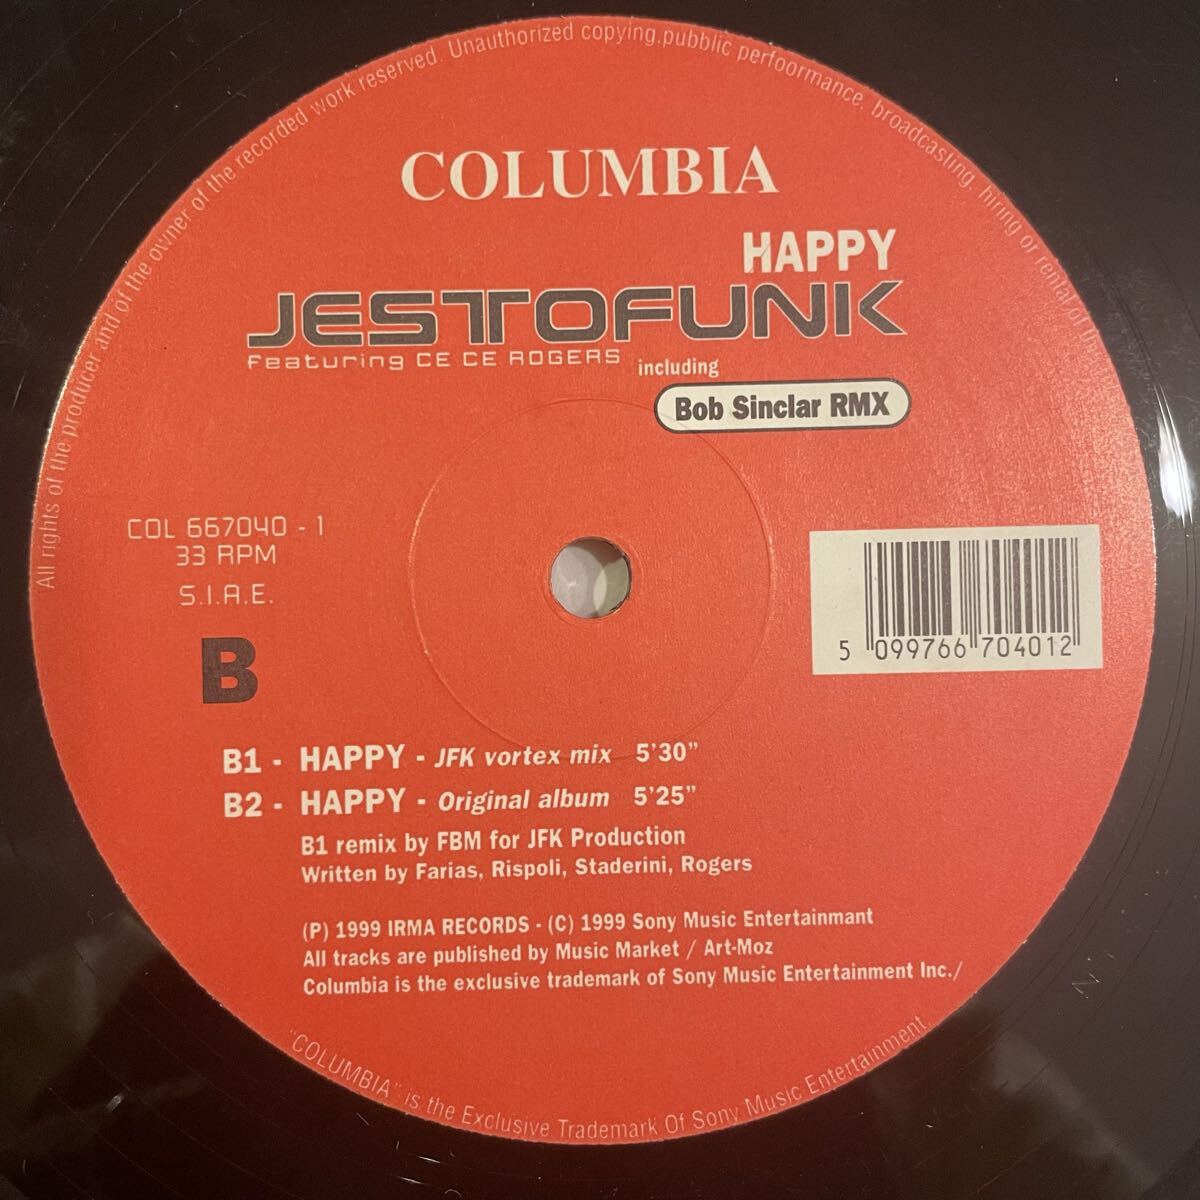 All rights of the producer and of the owner of the recorded work reserved. Unauthorized copying. pubblic perfoormance. broadcasting. hiring or rental of
COLUMBIA
HAPPY
JESTOFUNK
Featuring CE CE ROGERS including
Bob Sinclar RMX
COL 667040 - 1
33 RPM
S.I.A.E.
B
5 099766 704012
B1 - HAPPY - JFK vortex mix 5'30"
B2 - HAPPY - Original album 5'25"
B1 remix by FBM for JFK Production
Written by Farias, Rispoli, Staderini, Rogers
(P) 1999 IRMA RECORDS - (C) 1999 Sony Music Entertainmant
All tracks are published by Music Market / Art-Moz
Columbia is the exclusive trademark of Sony Music Entertainment Inc./
"COLUMBIA" is the Exclusive Trademark Of Sony Music Entertainment.